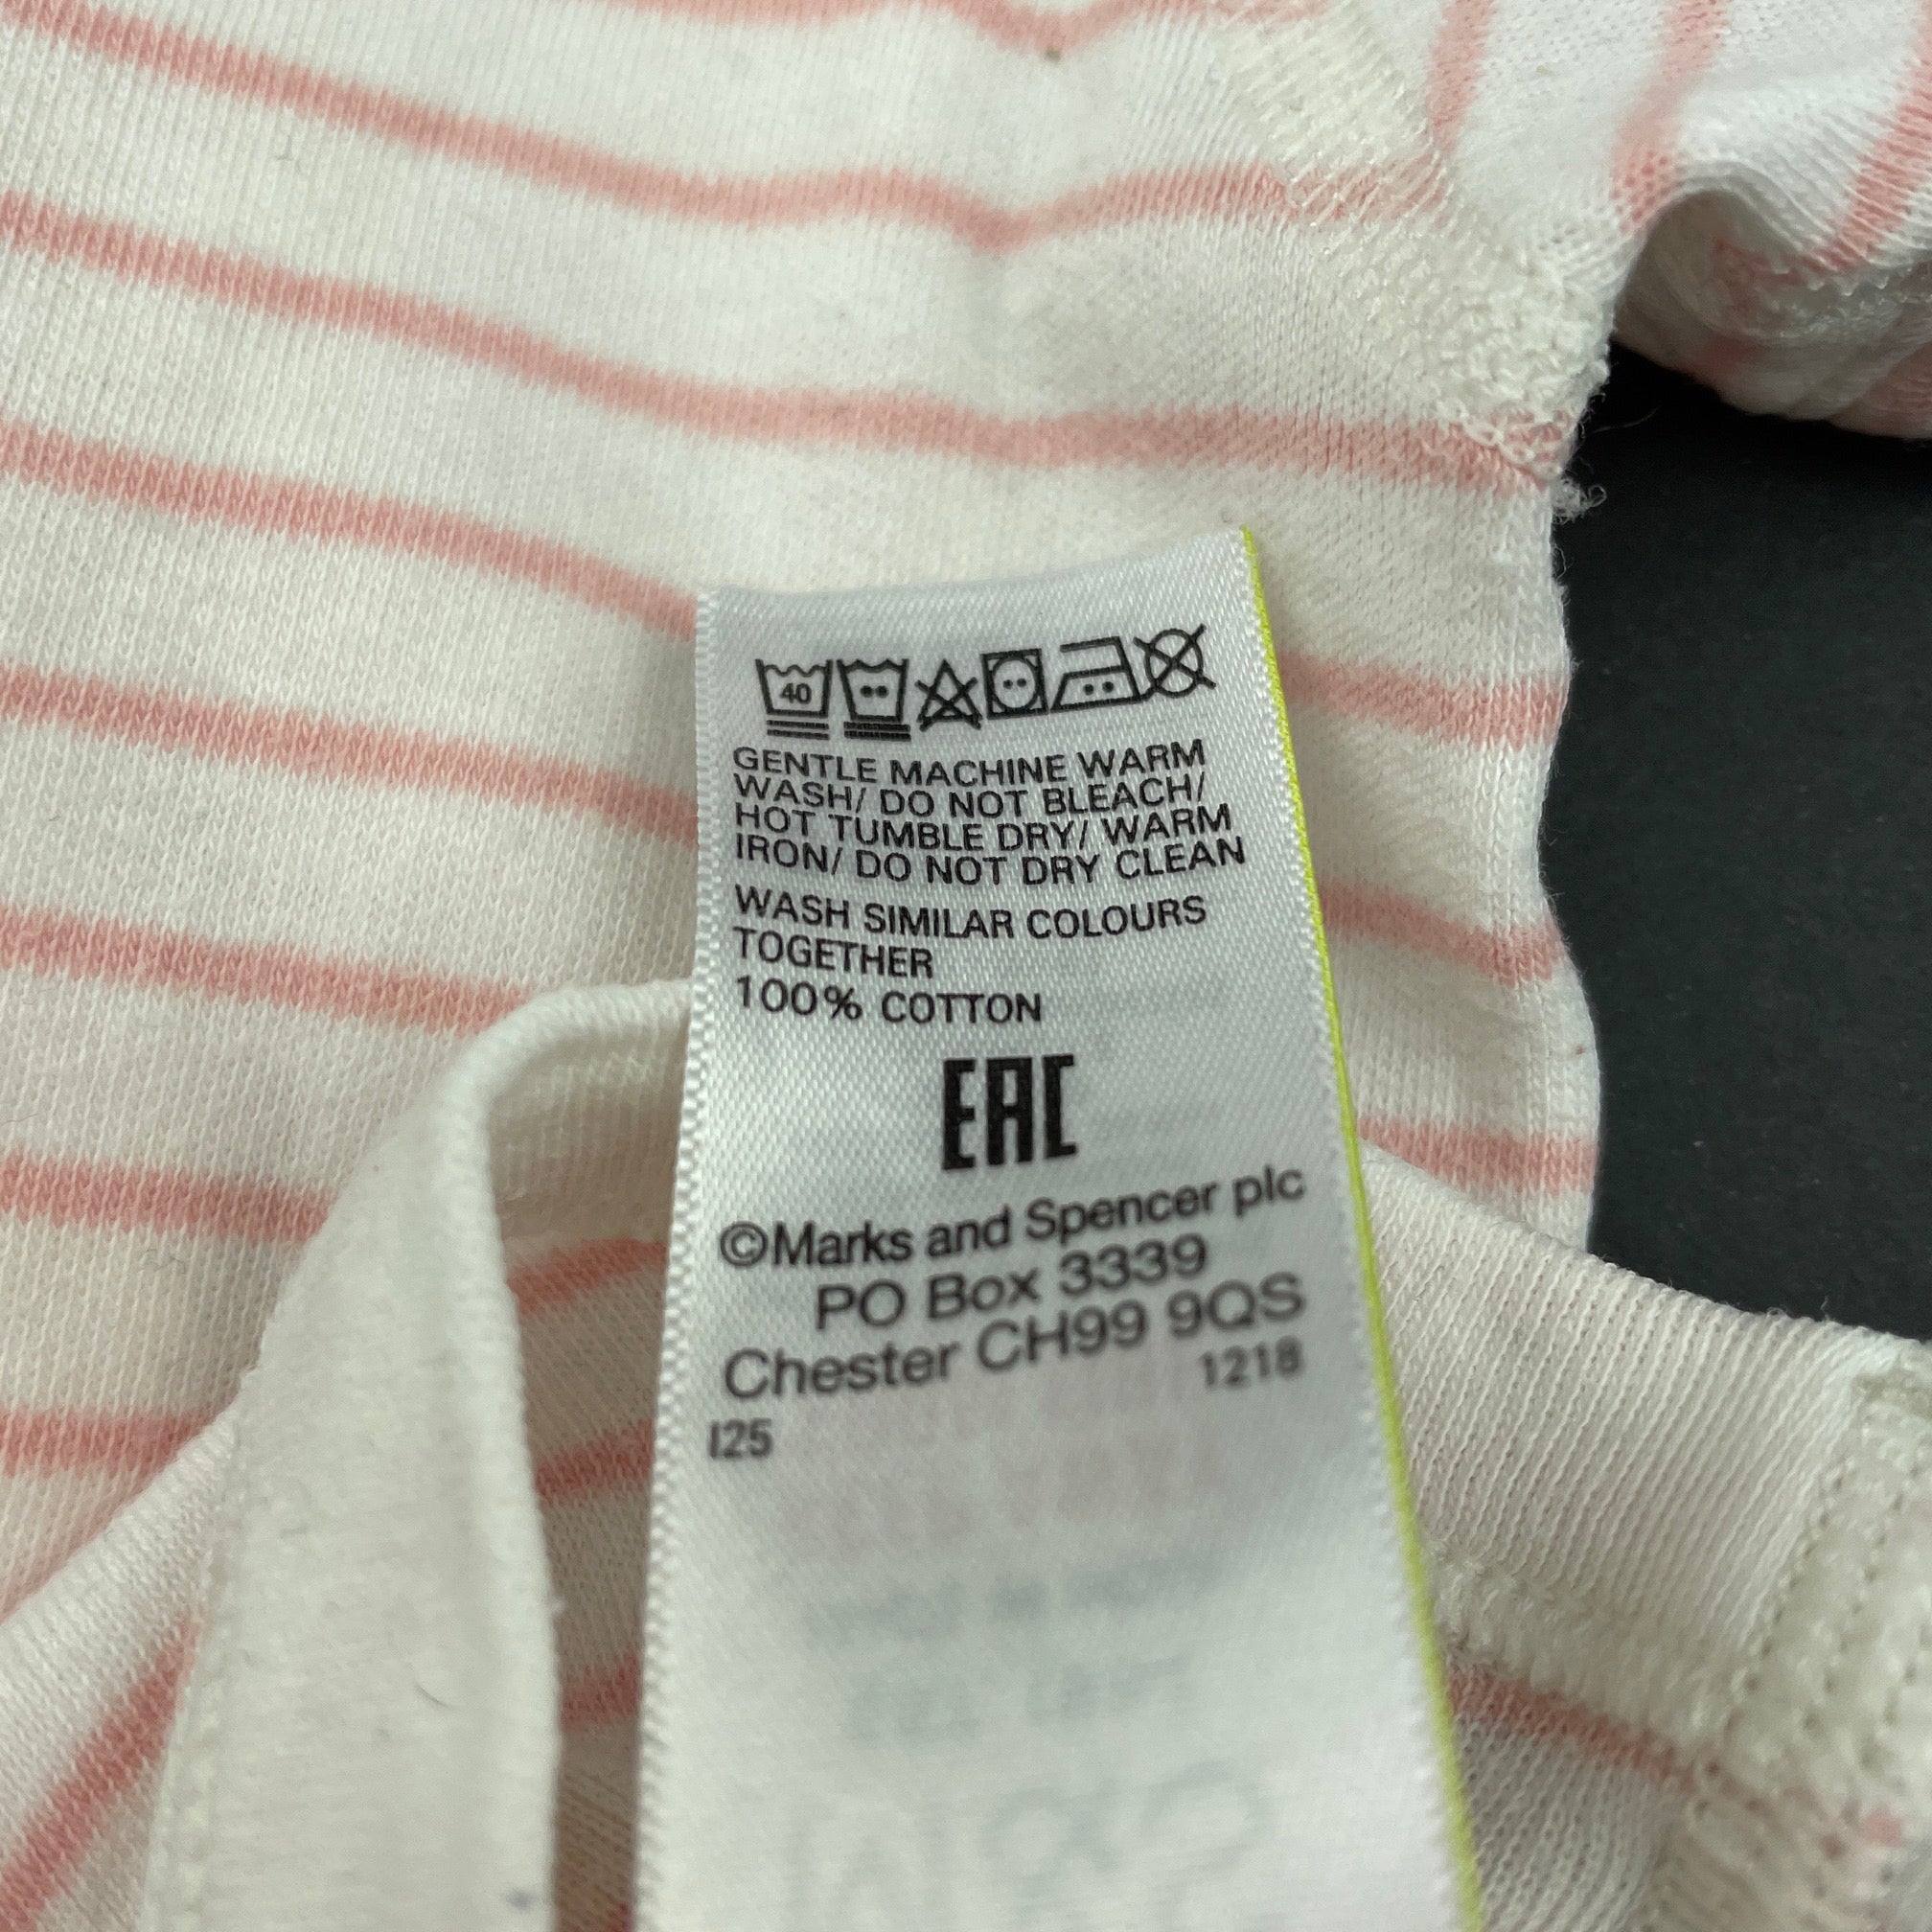 40
GENTLE MACHINE WARM
WASH/ DO NOT BLEACH/
HOT TUMBLE DRY/ WARM
IRON/ DO NOT DRY CLEAN
WASH SIMILAR COLOURS
TOGETHER
100% COTTON
EAC
©Marks and Spencer plc
PO Box 3339
Chester CH99 9QS
1218
I25